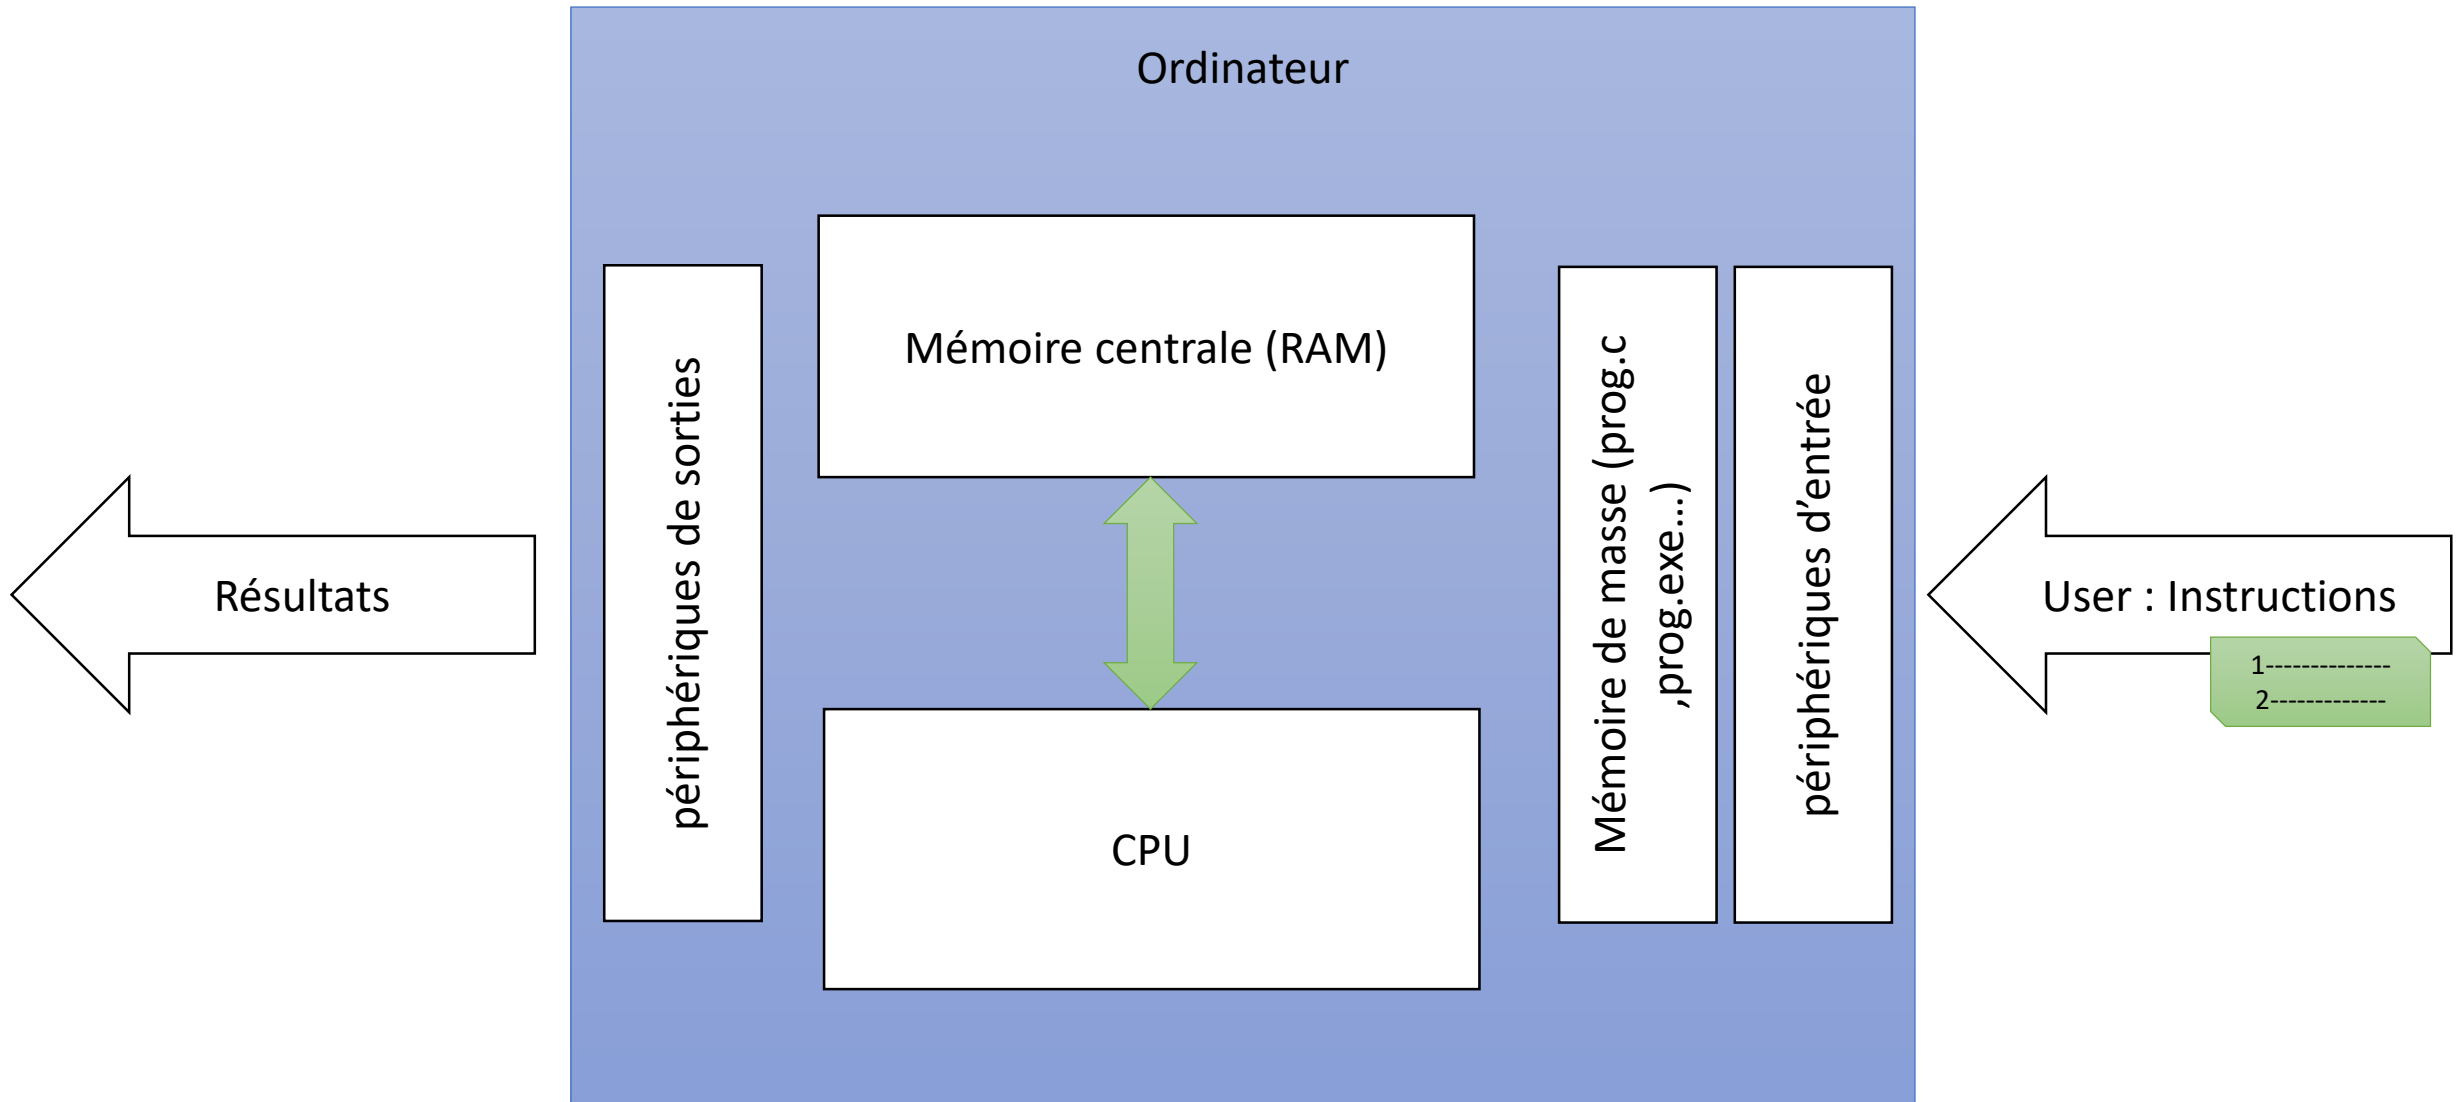 Ordinateur
périphériques de sorties
Mémoire centrale (RAM)
CPU
Mémoire de masse (prog.c
,prog.exe...)
périphériques d’entrée
Résultats
User : Instructions
1--------------
2-------------